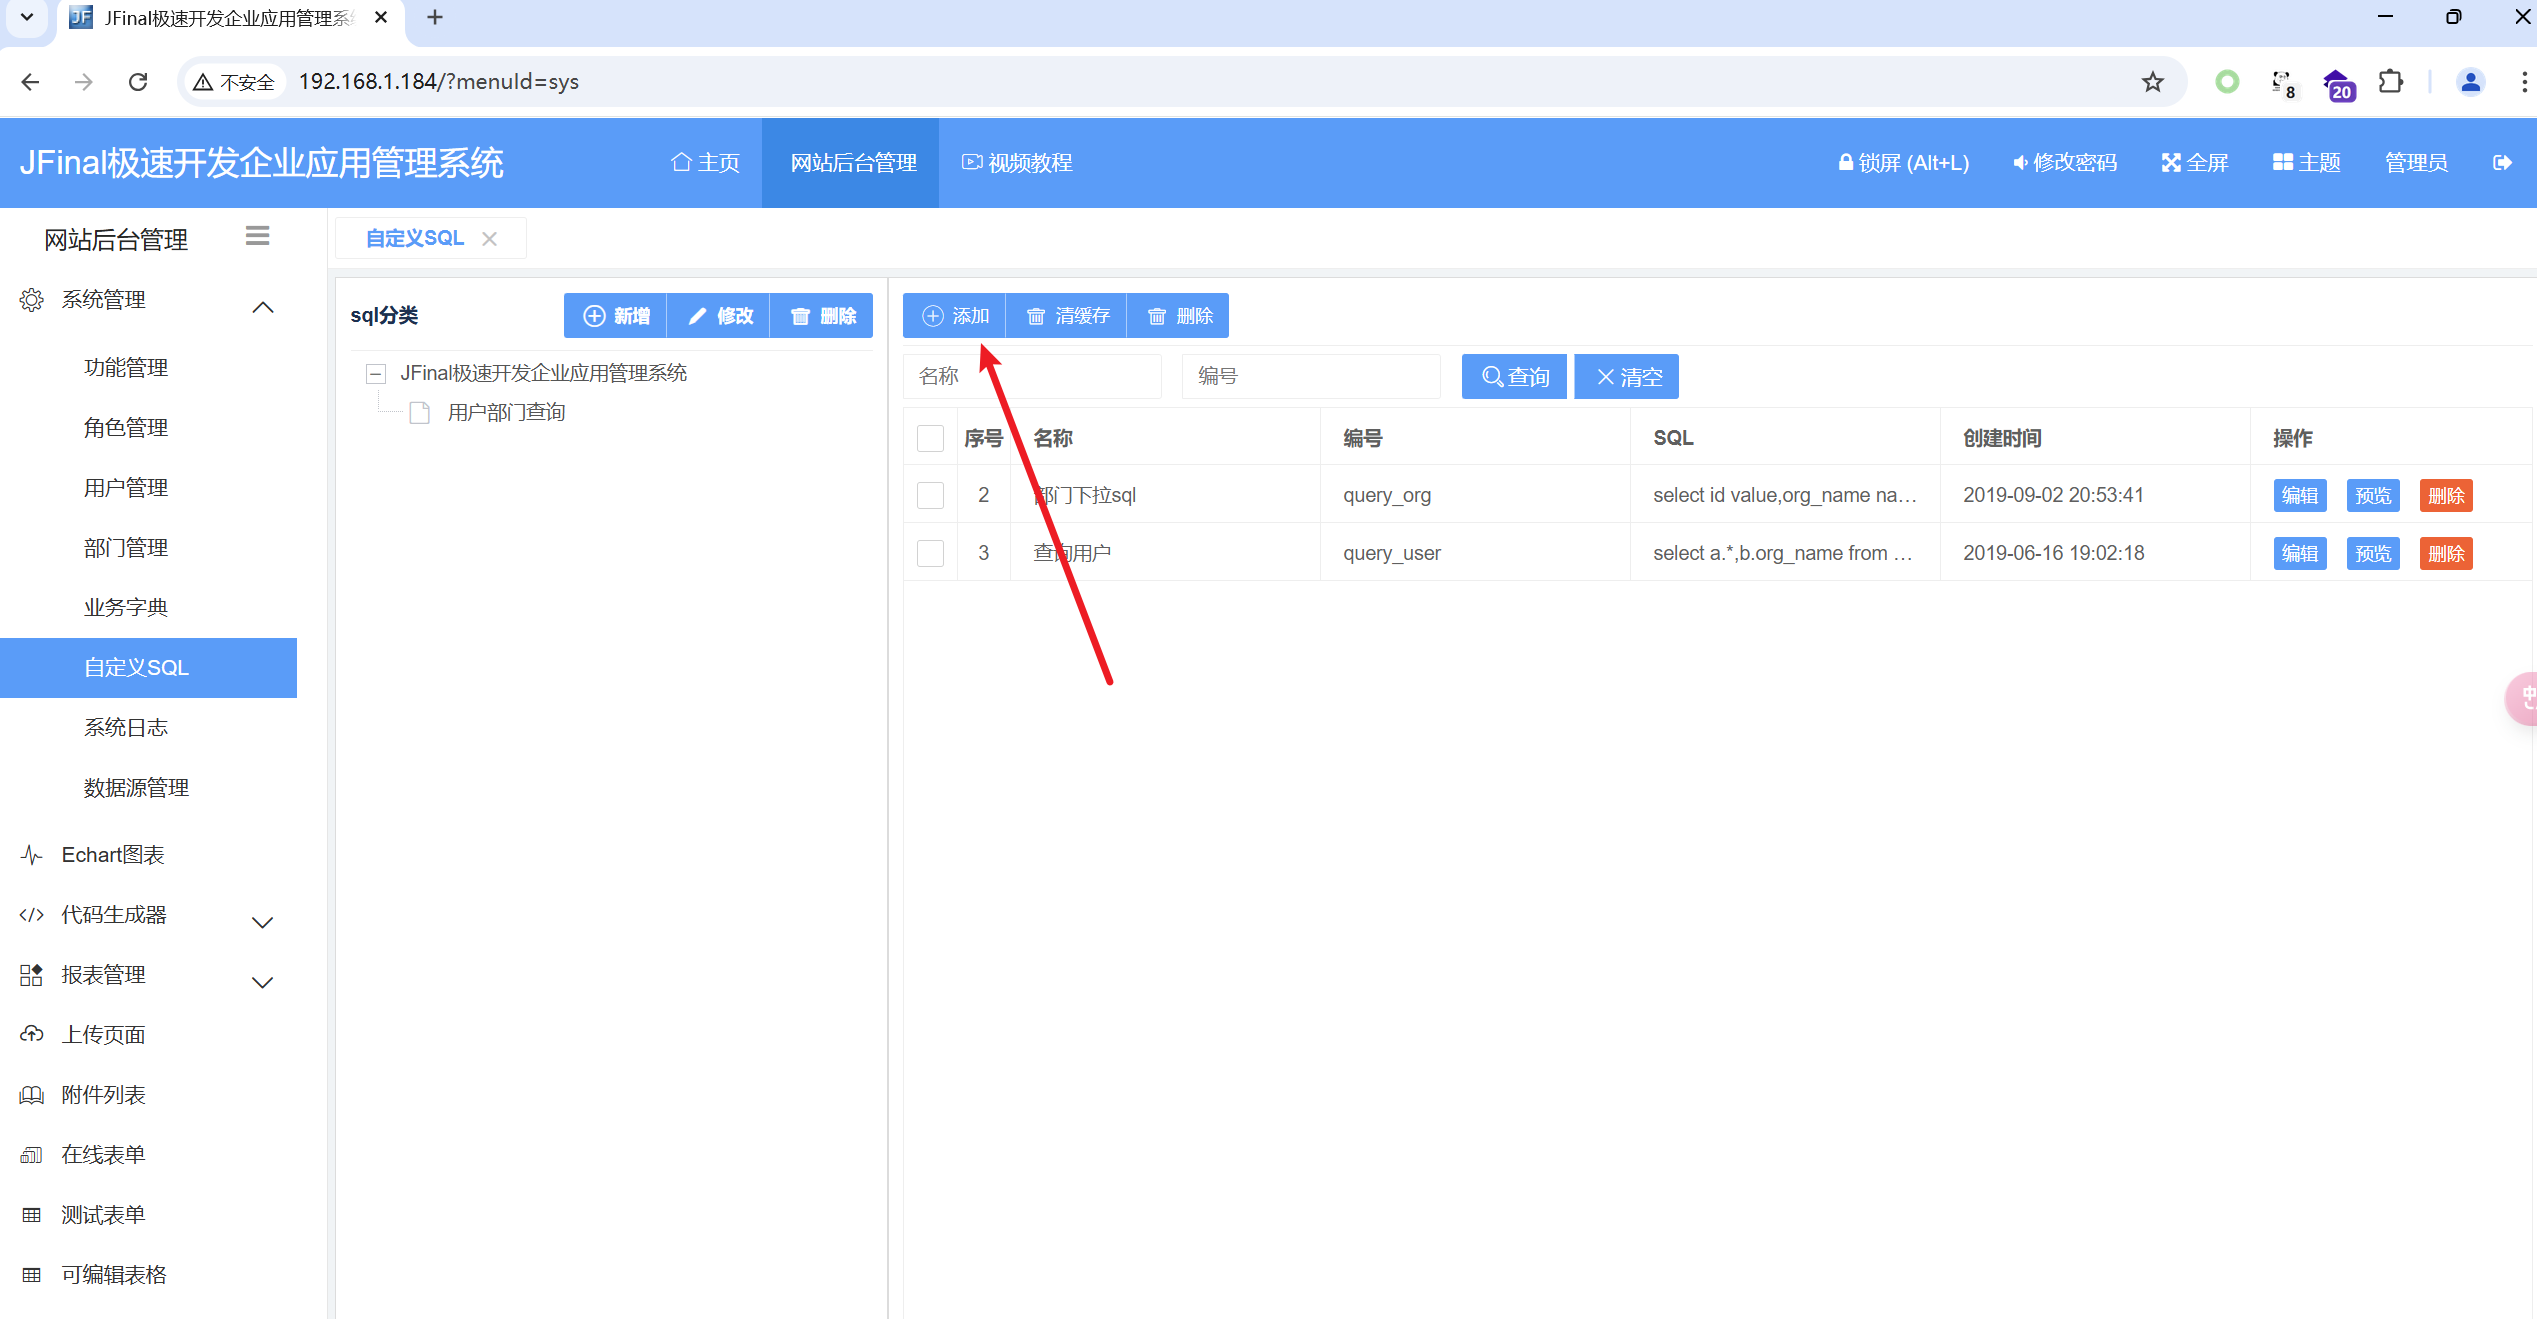 JFinal极速开发企业应用管理系
不安全 192.168.1.184/?menuId=sys
8
20
JFinal极速开发企业应用管理系统 主页 网站后台管理 视频教程 锁屏 (Alt+L) 修改密码 全屏 主题 管理员
网站后台管理
系统管理
功能管理
角色管理
用户管理
部门管理
业务字典
自定义SQL
系统日志
数据源管理
Echart图表
代码生成器
报表管理
上传页面
附件列表
在线表单
测试表单
可编辑表格
自定义SQL
sql分类 新增 修改 删除
JFinal极速开发企业应用管理系统
用户部门查询
添加 清缓存 删除
名称 编号 查询 清空
序号 名称 编号 SQL 创建时间 操作
2 部门下拉sql query_org select id value,org_name na... 2019-09-02 20:53:41 编辑 预览 删除
3 查询用户 query_user select a.*,b.org_name from ... 2019-06-16 19:02:18 编辑 预览 删除
中